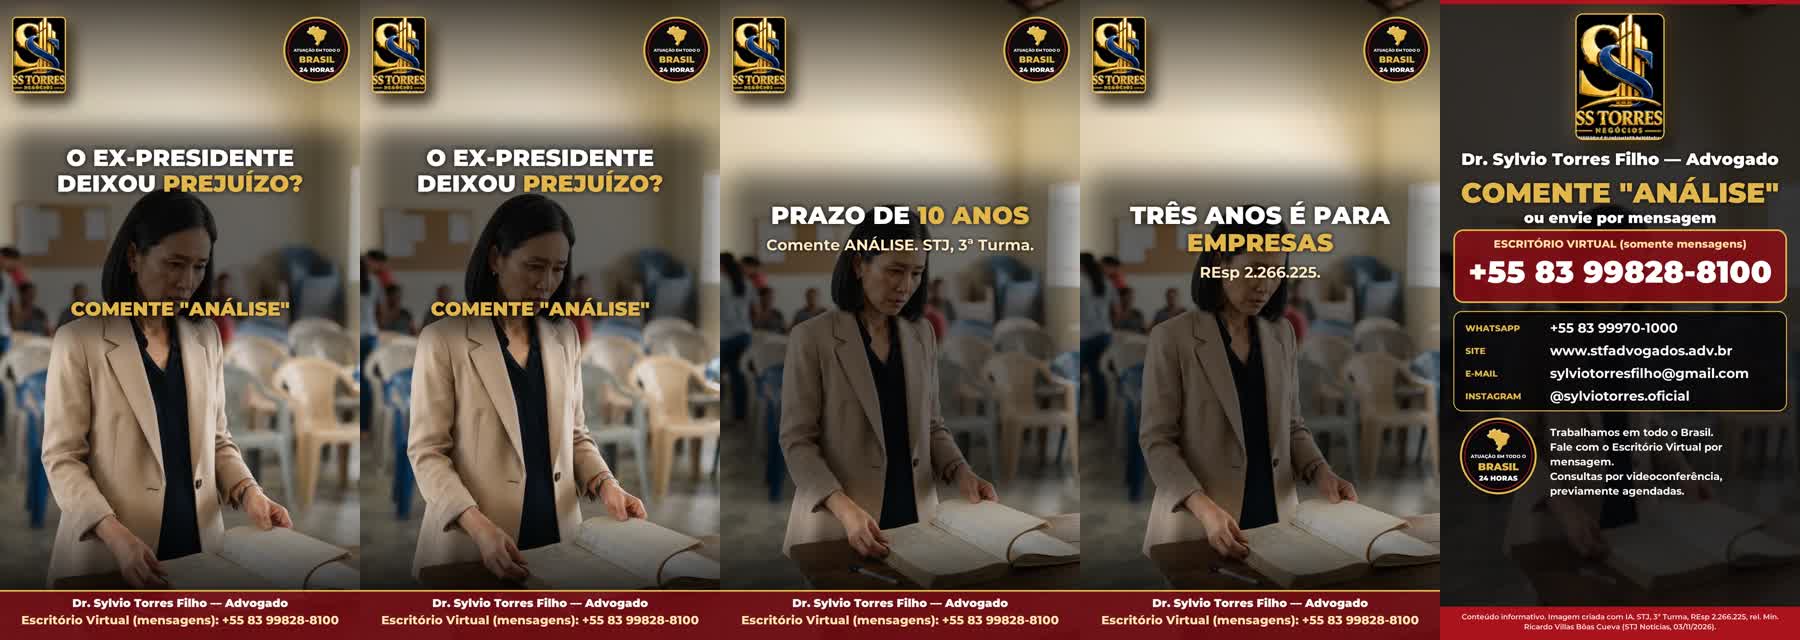 SS TORRES
NEGÓCIOS
ATUAÇÃO EM TODO O
BRASIL
24 HORAS
O EX-PRESIDENTE
DEIXOU PREJUÍZO?
COMENTE "ANÁLISE"
Dr. Sylvio Torres Filho — Advogado
Escritório Virtual (mensagens): +55 83 99828-8100
SS TORRES
NEGÓCIOS
ATUAÇÃO EM TODO O
BRASIL
24 HORAS
O EX-PRESIDENTE
DEIXOU PREJUÍZO?
COMENTE "ANÁLISE"
Dr. Sylvio Torres Filho — Advogado
Escritório Virtual (mensagens): +55 83 99828-8100
SS TORRES
NEGÓCIOS
ATUAÇÃO EM TODO O
BRASIL
24 HORAS
PRAZO DE 10 ANOS
Comente ANÁLISE. STJ, 3ª Turma.
Dr. Sylvio Torres Filho — Advogado
Escritório Virtual (mensagens): +55 83 99828-8100
SS TORRES
NEGÓCIOS
ATUAÇÃO EM TODO O
BRASIL
24 HORAS
TRÊS ANOS É PARA
EMPRESAS
REsp 2.266.225.
Dr. Sylvio Torres Filho — Advogado
Escritório Virtual (mensagens): +55 83 99828-8100
SS TORRES
NEGÓCIOS
Dr. Sylvio Torres Filho — Advogado
COMENTE "ANÁLISE"
ou envie por mensagem
ESCRITÓRIO VIRTUAL (somente mensagens)
+55 83 99828-8100
WHATSAPP +55 83 99970-1000
SITE www.stfadvogados.adv.br
E-MAIL sylviotorresfilho@gmail.com
INSTAGRAM @sylviotorres.oficial
ATUAÇÃO EM TODO O
BRASIL
24 HORAS
Trabalhamos em todo o Brasil.
Fale com o Escritório Virtual por
mensagem.
Consultas por videoconferência,
previamente agendadas.
Conteúdo informativo. Imagem criada com IA. STJ, 3ª Turma, REsp 2.266.225, rel. Min.
Ricardo Villas Bôas Cueva (STJ Notícias, 03/11/2026).